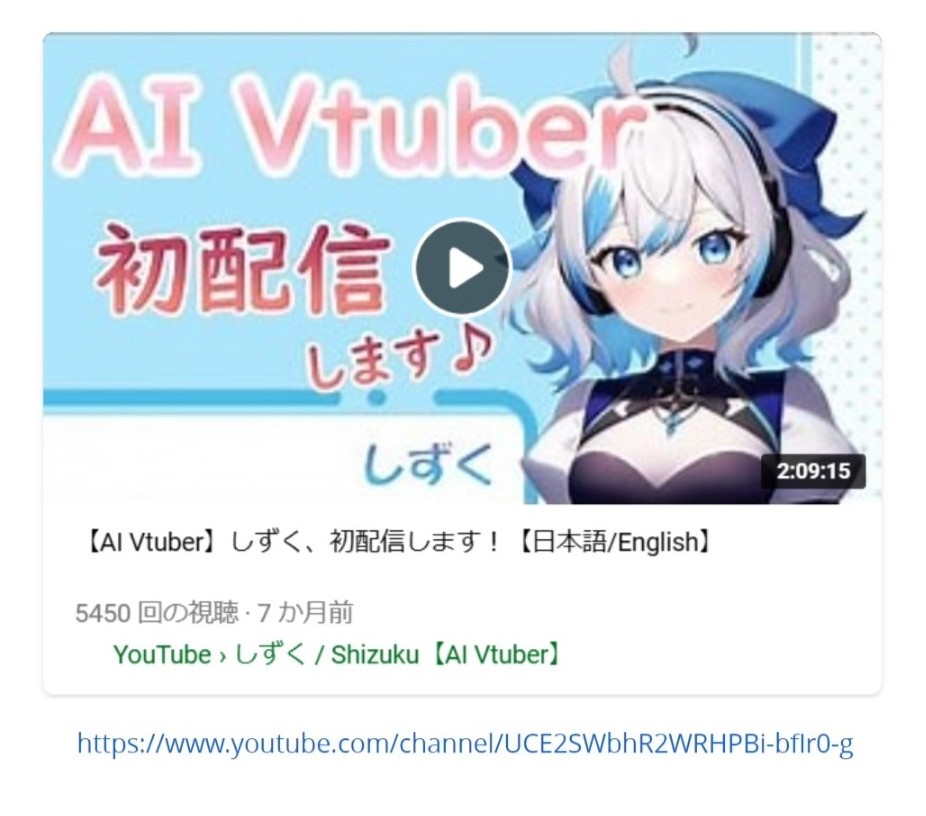 AI Vtuber
初配信
します♪
しずく
2:09:15
【AI Vtuber】しずく、初配信します！【日本語/English】
5450 回の視聴 · 7 か月前
YouTube › しずく / Shizuku【AI Vtuber】
https://www.youtube.com/channel/UCE2SWbhR2WRHPBi-bfIr0-g